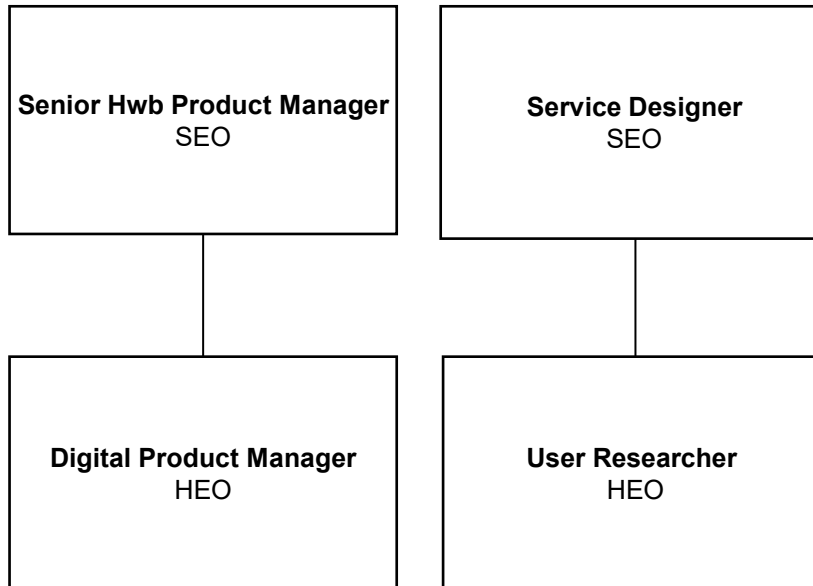 Senior Hwb Product Manager
SEO
Service Designer
SEO
Digital Product Manager
HEO
User Researcher
HEO